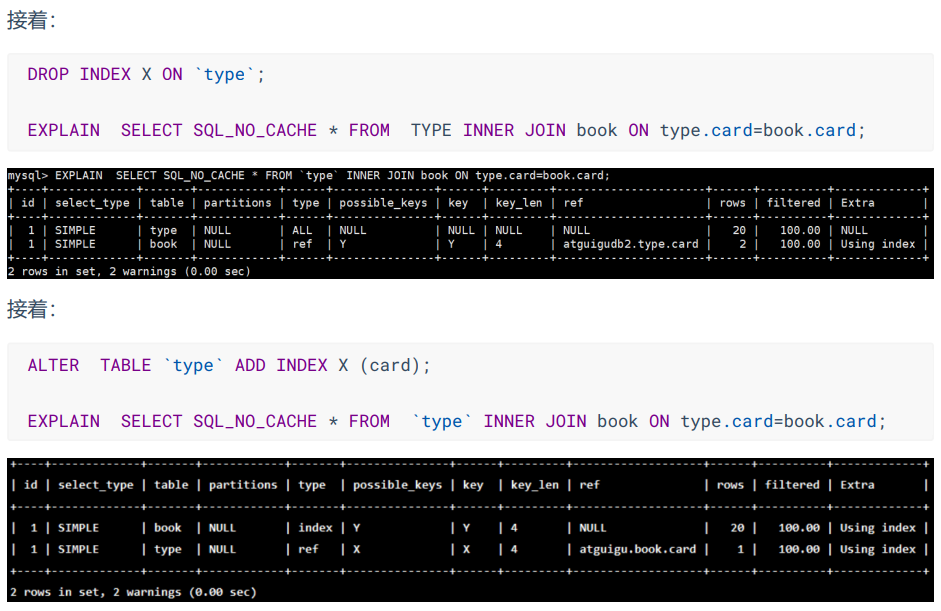 接着：
DROP INDEX X ON `type`;
EXPLAIN  SELECT SQL_NO_CACHE * FROM  TYPE INNER JOIN book ON type.card=book.card;
mysql> EXPLAIN  SELECT SQL_NO_CACHE * FROM `type` INNER JOIN book ON type.card=book.card;
+----+-------------+-------+------------+------+---------------+------+---------+---------------------+------+----------+-------------+
| id | select_type | table | partitions | type | possible_keys | key  | key_len | ref                 | rows | filtered | Extra       |
+----+-------------+-------+------------+------+---------------+------+---------+---------------------+------+----------+-------------+
|  1 | SIMPLE      | type  | NULL       | ALL  | NULL          | NULL | NULL    | NULL                |   20 |   100.00 | NULL        |
|  1 | SIMPLE      | book  | NULL       | ref  | Y             | Y    | 4       | atguigudb2.type.card |    2 |   100.00 | Using index |
+----+-------------+-------+------------+------+---------------+------+---------+---------------------+------+----------+-------------+
2 rows in set, 2 warnings (0.00 sec)
接着：
ALTER  TABLE `type` ADD INDEX X (card);
EXPLAIN  SELECT SQL_NO_CACHE * FROM  `type` INNER JOIN book ON type.card=book.card;
+----+-------------+-------+------------+-------+---------------+-----+---------+-------------------+------+----------+-------------+
| id | select_type | table | partitions | type  | possible_keys | key | key_len | ref               | rows | filtered | Extra       |
+----+-------------+-------+------------+-------+---------------+-----+---------+-------------------+------+----------+-------------+
|  1 | SIMPLE      | book  | NULL       | index | Y             | Y   | 4       | NULL              |   20 |   100.00 | Using index |
|  1 | SIMPLE      | type  | NULL       | ref   | X             | X   | 4       | atguigu.book.card |    1 |   100.00 | Using index |
+----+-------------+-------+------------+-------+---------------+-----+---------+-------------------+------+----------+-------------+
2 rows in set, 2 warnings (0.00 sec)